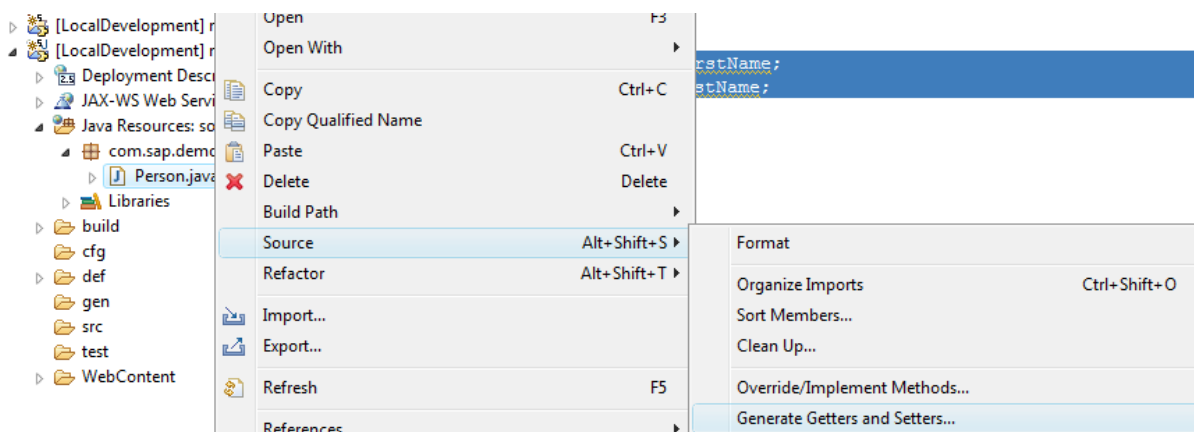 [LocalDevelopment] r
[LocalDevelopment] r
Deployment Descr
JAX-WS Web Servi
Java Resources: so
com.sap.demo
Person.java
Libraries
build
cfg
def
gen
src
test
WebContent
Open F3
Open With
Copy Ctrl+C
Copy Qualified Name
Paste Ctrl+V
Delete Delete
Build Path
Source Alt+Shift+S
Refactor Alt+Shift+T
Import...
Export...
Refresh F5
References
rstName;
stName;
Format
Organize Imports Ctrl+Shift+O
Sort Members...
Clean Up...
Override/Implement Methods...
Generate Getters and Setters...